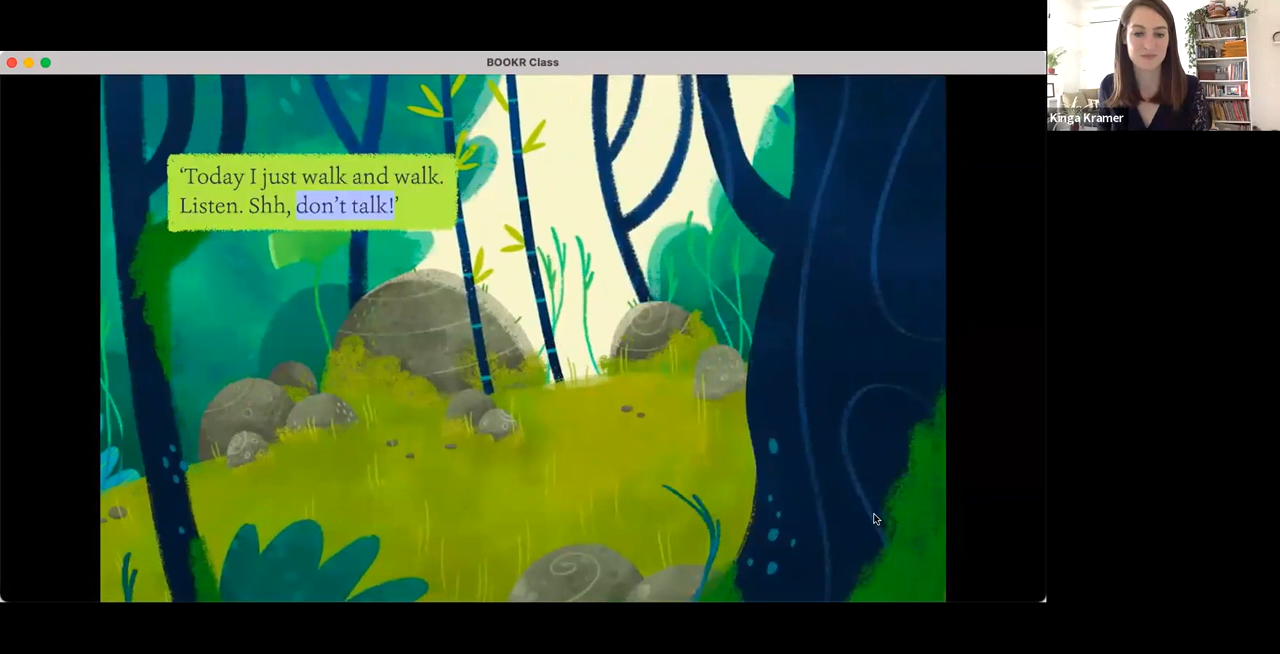 BOOKR Class
Kinga Kramer
‘Today I just walk and walk.
Listen. Shh, don’t talk!’